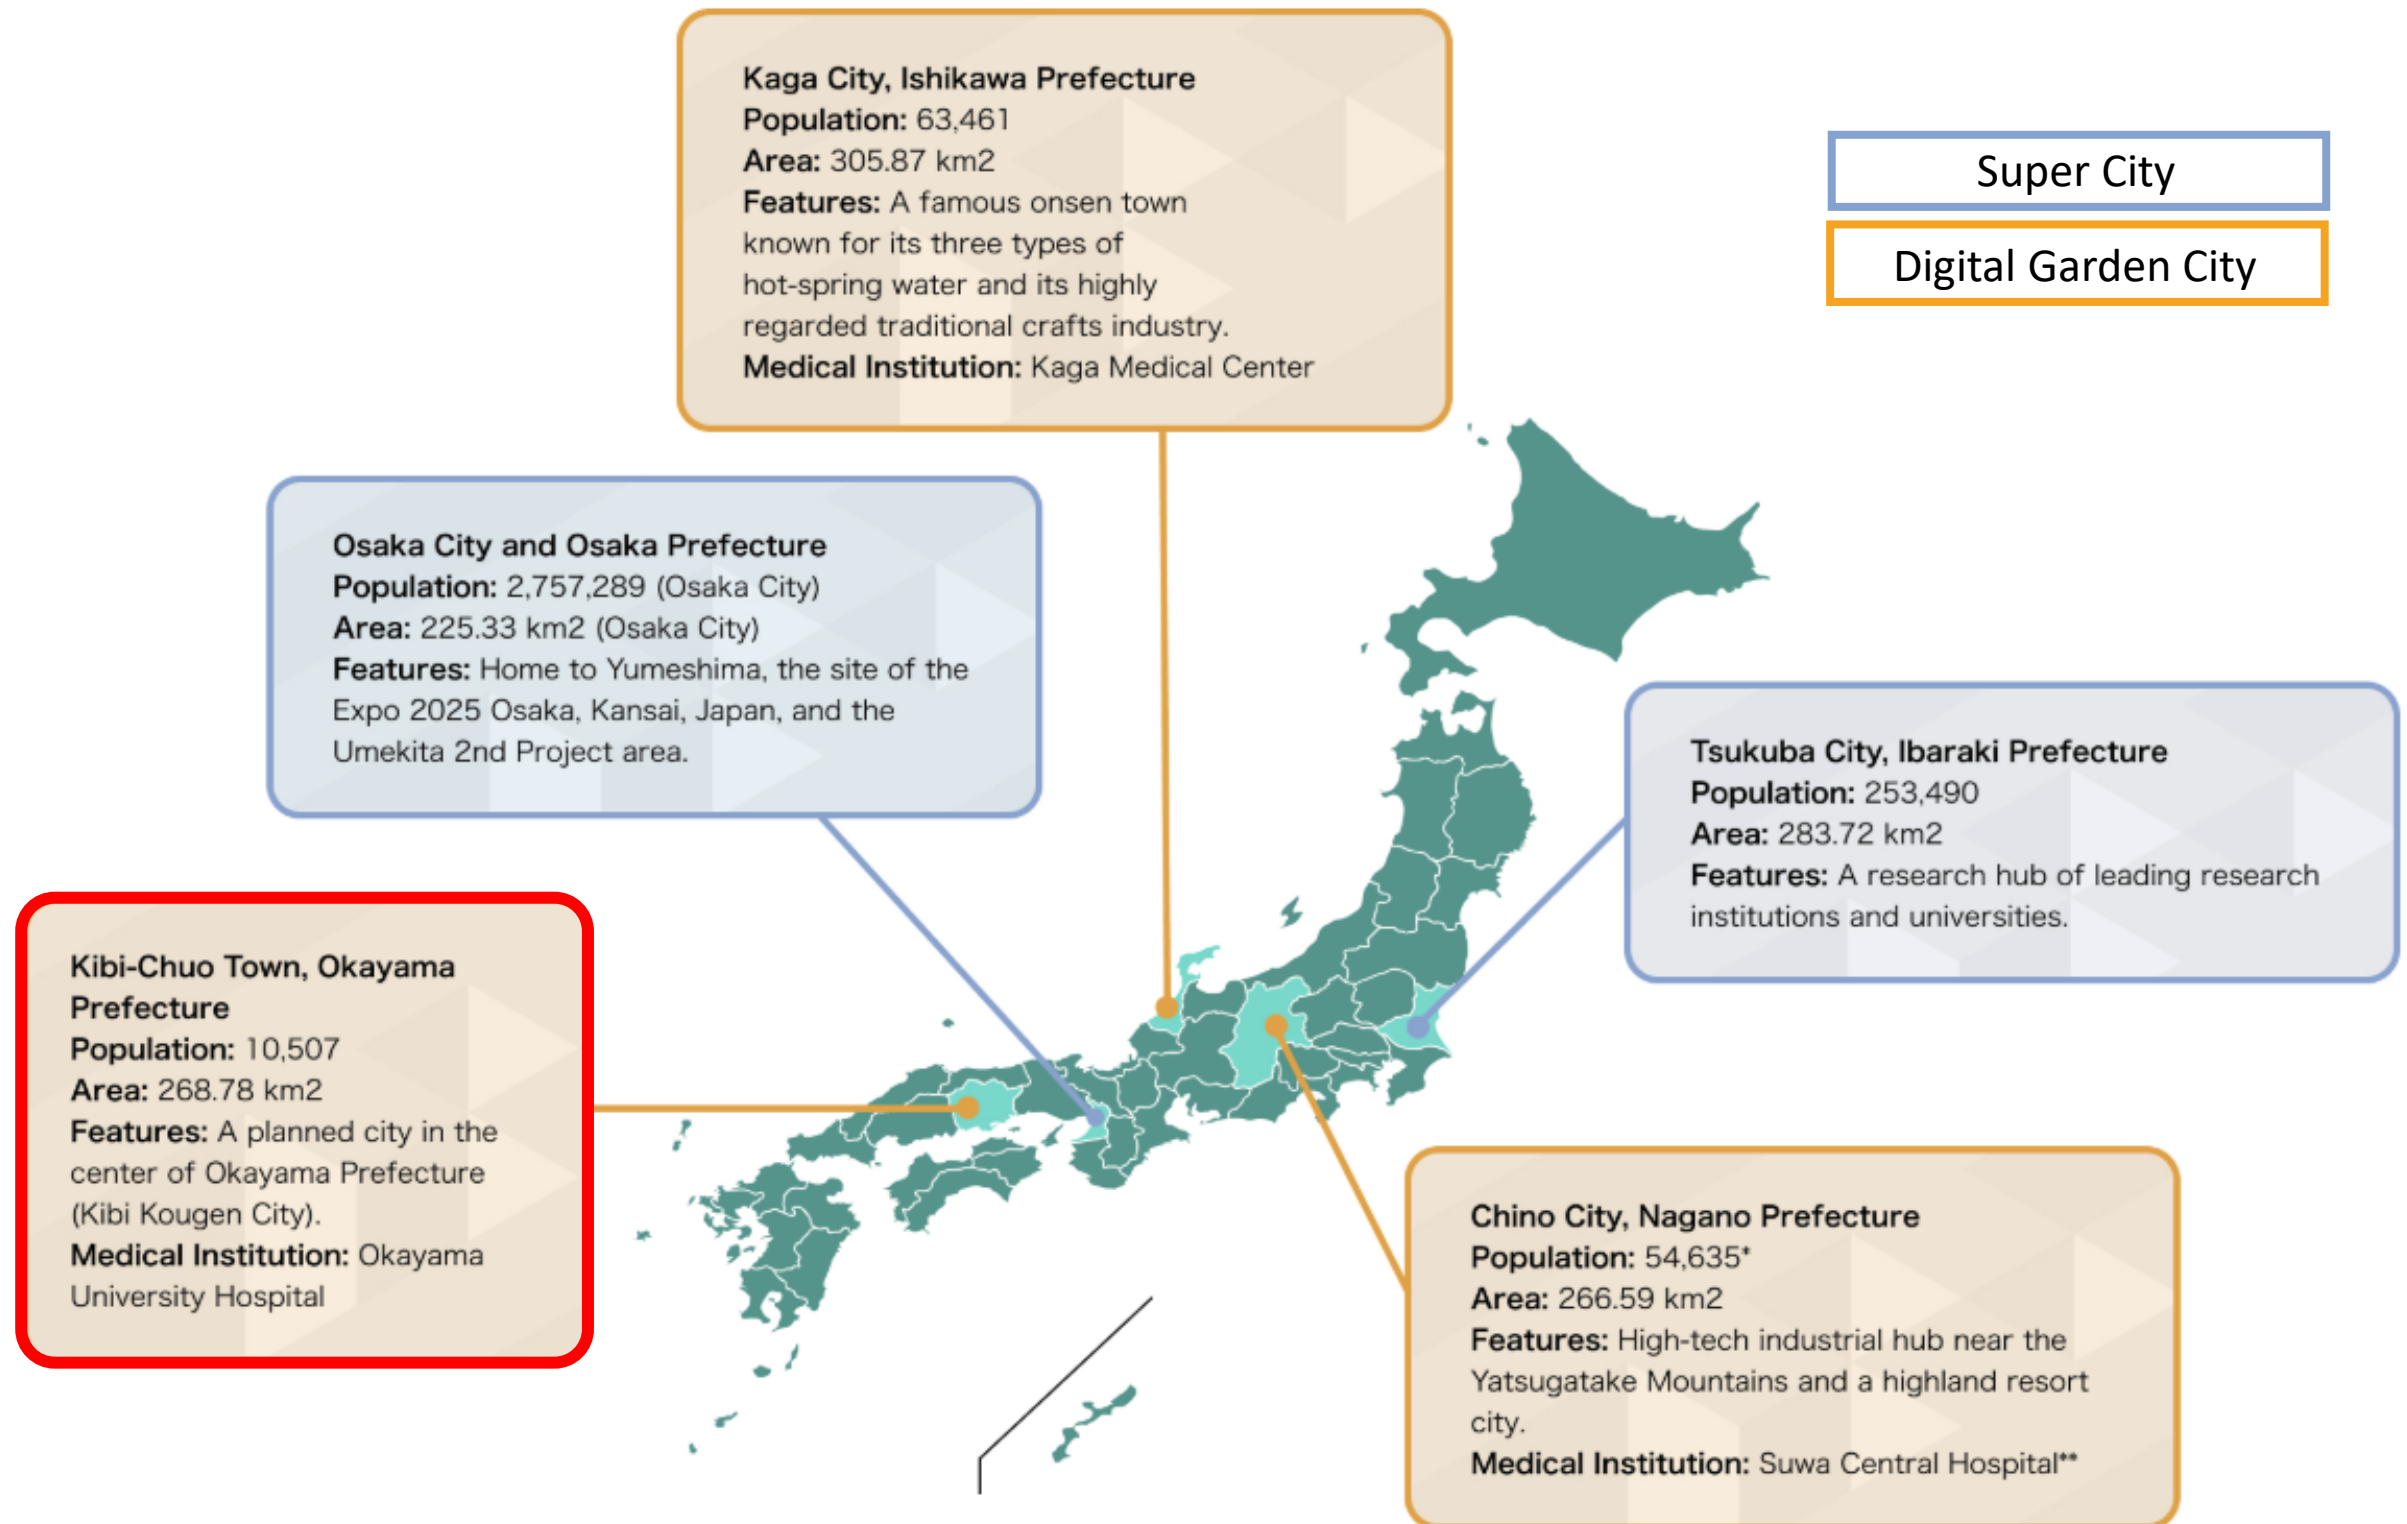 Kaga City, Ishikawa Prefecture
Population: 63,461
Area: 305.87 km2
Features: A famous onsen town
known for its three types of
hot-spring water and its highly
regarded traditional crafts industry.
Medical Institution: Kaga Medical Center
Super City
Digital Garden City
Osaka City and Osaka Prefecture
Population: 2,757,289 (Osaka City)
Area: 225.33 km2 (Osaka City)
Features: Home to Yumeshima, the site of the
Expo 2025 Osaka, Kansai, Japan, and the
Umekita 2nd Project area.
Tsukuba City, Ibaraki Prefecture
Population: 253,490
Area: 283.72 km2
Features: A research hub of leading research
institutions and universities.
Kibi-Chuo Town, Okayama
Prefecture
Population: 10,507
Area: 268.78 km2
Features: A planned city in the
center of Okayama Prefecture
(Kibi Kougen City).
Medical Institution: Okayama
University Hospital
Chino City, Nagano Prefecture
Population: 54,635*
Area: 266.59 km2
Features: High-tech industrial hub near the
Yatsugatake Mountains and a highland resort
city.
Medical Institution: Suwa Central Hospital**